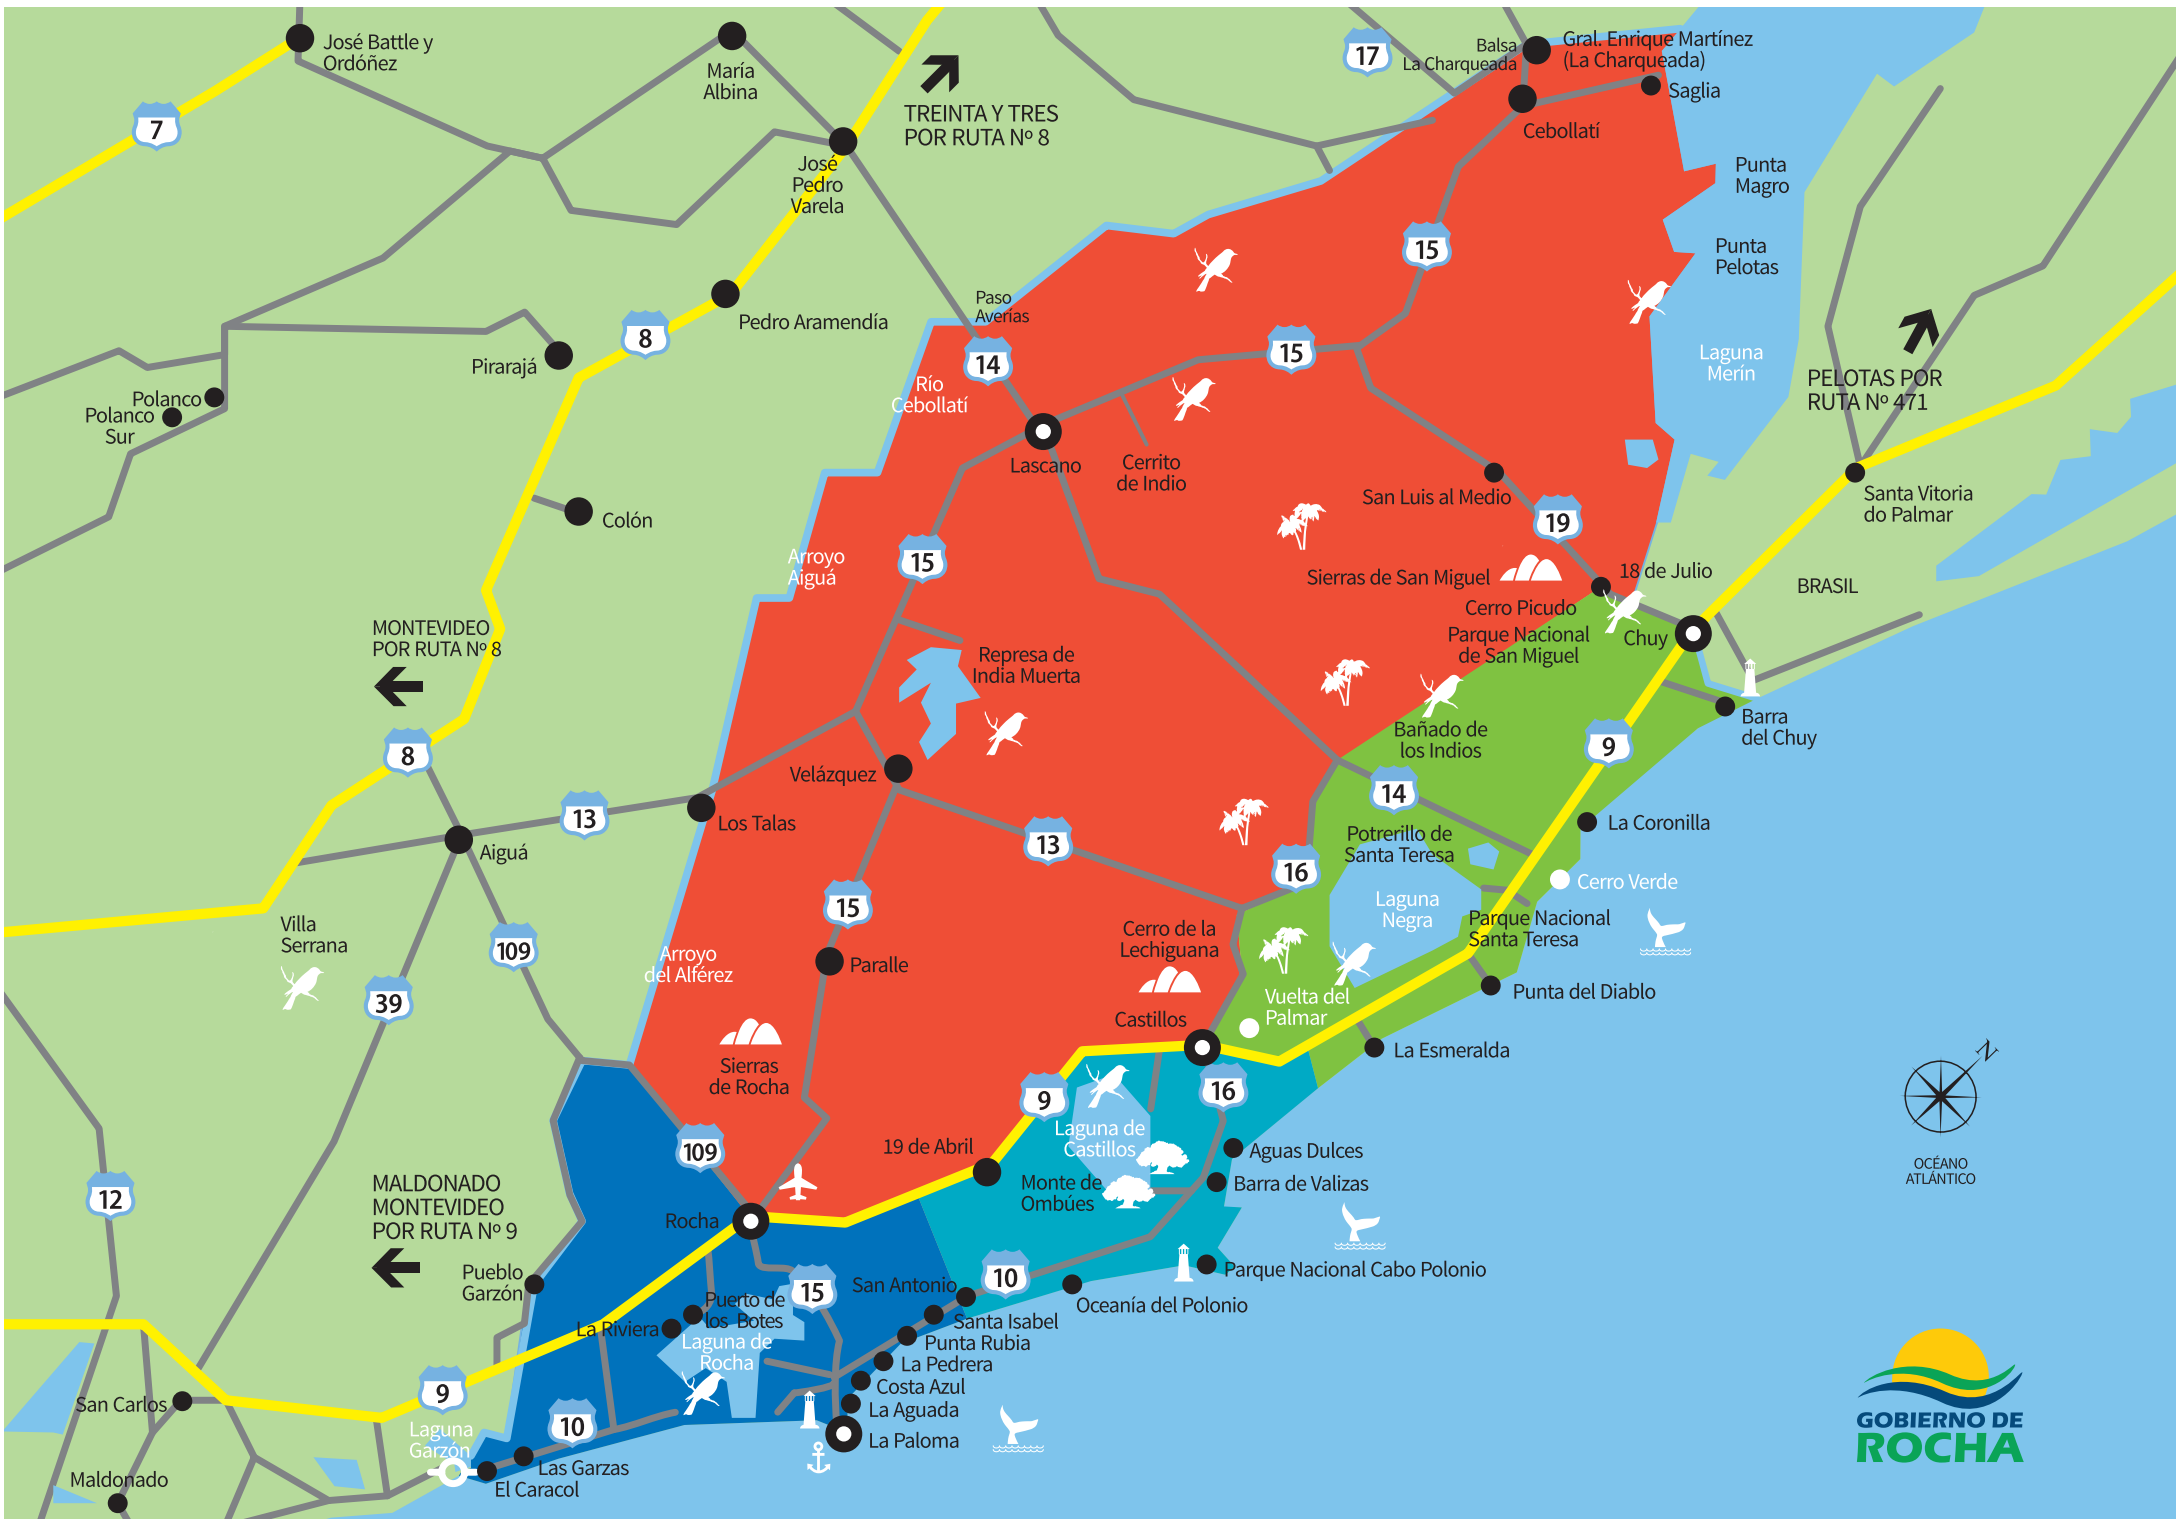 José Battle y
Ordóñez
7
María
Albina
TREINTA Y TRES
POR RUTA Nº 8
José
Pedro
Varela
17
Balsa
La Charqueada
Gral. Enrique Martínez
(La Charqueada)
Saglia
Cebollatí
Punta
Magro
Punta
Pelotas
15
Paso
Averías
Pedro Aramendía
8
Pirarajá
14
15
Laguna
Merín
PELOTAS POR
RUTA Nº 471
Río
Cebollatí
Polanco
Polanco
Sur
Lascano
Cerrito
de Indio
San Luis al Medio
Santa Vitoria
do Palmar
Colón
19
15
Arroyo
Aiguá
Sierras de San Miguel
18 de Julio
BRASIL
Cerro Picudo
Parque Nacional
de San Miguel
Chuy
MONTEVIDEO
POR RUTA Nº 8
Represa de
India Muerta
Bañado de
los Indios
Barra
del Chuy
8
9
Velázquez
14
13
Los Talas
13
Aiguá
La Coronilla
Potrerillo de
Santa Teresa
16
Cerro Verde
Laguna
Negra
15
Villa
Serrana
109
Parque Nacional
Santa Teresa
Cerro de la
Lechiguana
Arroyo
del Alférez
Paralle
39
Punta del Diablo
Vuelta del
Palmar
Castillos
La Esmeralda
Sierras
de Rocha
9
16
N
Laguna de
Castillos
19 de Abril
109
Aguas Dulces
OCÉANO
ATLÁNTICO
12
MALDONADO
MONTEVIDEO
POR RUTA Nº 9
Monte de
Ombúes
Barra de Valizas
Rocha
Pueblo
Garzón
San Antonio
10
Parque Nacional Cabo Polonio
15
Oceanía del Polonio
Puerto de
los Botes
La Riviera
Santa Isabel
Laguna de
Rocha
Punta Rubia
La Pedrera
9
Costa Azul
San Carlos
La Aguada
10
Laguna
Garzón
La Paloma
Las Garzas
El Caracol
Maldonado
GOBIERNO DE
ROCHA